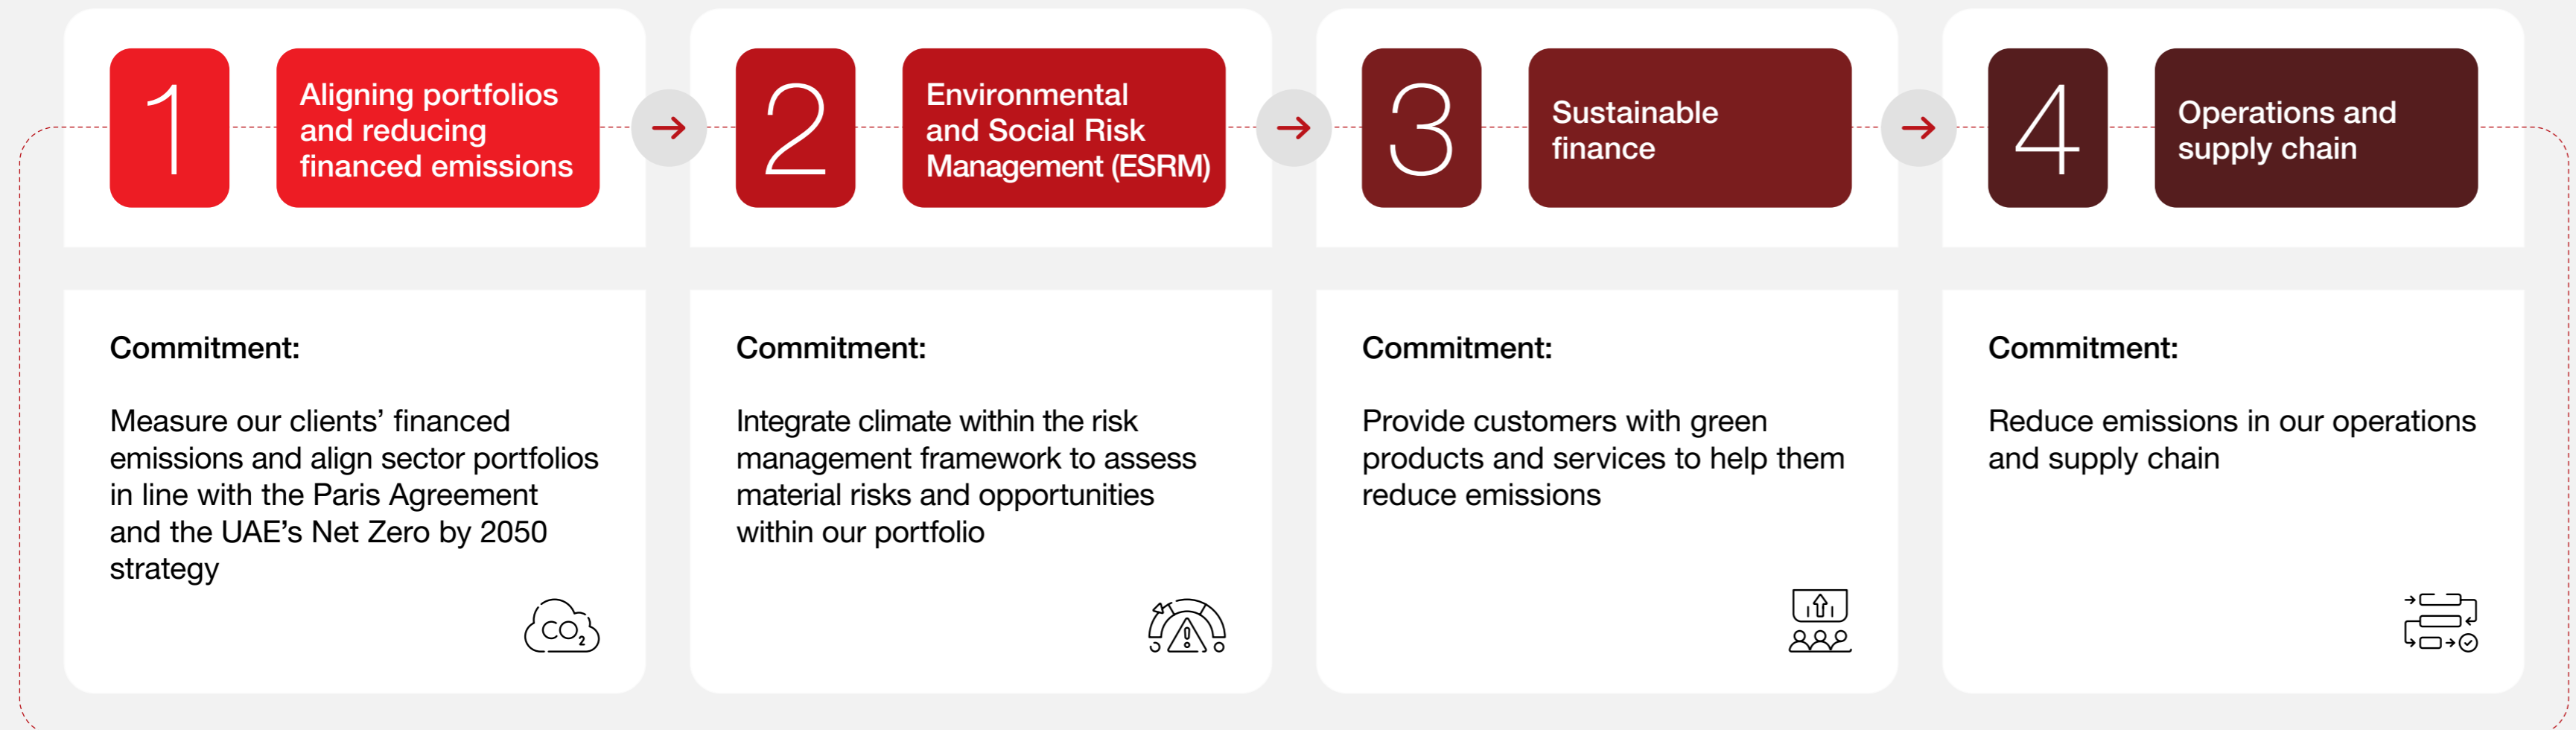 1
Aligning portfolios
and reducing
financed emissions
2
Environmental
and Social Risk
Management (ESRM)
3
Sustainable
finance
4
Operations and
supply chain
Commitment:
Measure our clients’ financed
emissions and align sector portfolios
in line with the Paris Agreement
and the UAE’s Net Zero by 2050
strategy
CO2
Commitment:
Integrate climate within the risk
management framework to assess
material risks and opportunities
within our portfolio
Commitment:
Provide customers with green
products and services to help them
reduce emissions
Commitment:
Reduce emissions in our operations
and supply chain